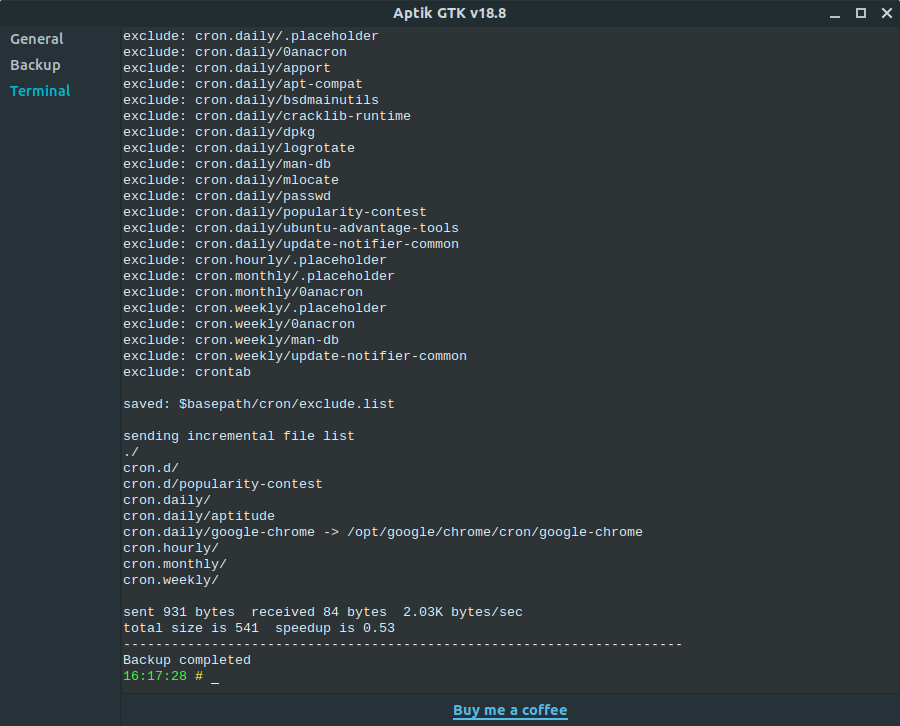 Aptik GTK v18.8
General
Backup
Terminal
exclude: cron.daily/.placeholder
exclude: cron.daily/0anacron
exclude: cron.daily/apport
exclude: cron.daily/apt-compat
exclude: cron.daily/bsdmainutils
exclude: cron.daily/cracklib-runtime
exclude: cron.daily/dpkg
exclude: cron.daily/logrotate
exclude: cron.daily/man-db
exclude: cron.daily/mlocate
exclude: cron.daily/passwd
exclude: cron.daily/popularity-contest
exclude: cron.daily/ubuntu-advantage-tools
exclude: cron.daily/update-notifier-common
exclude: cron.hourly/.placeholder
exclude: cron.monthly/.placeholder
exclude: cron.monthly/0anacron
exclude: cron.weekly/.placeholder
exclude: cron.weekly/0anacron
exclude: cron.weekly/man-db
exclude: cron.weekly/update-notifier-common
exclude: crontab
saved: $basepath/cron/exclude.list
sending incremental file list
./
cron.d/
cron.d/popularity-contest
cron.daily/
cron.daily/aptitude
cron.daily/google-chrome -> /opt/google/chrome/cron/google-chrome
cron.hourly/
cron.monthly/
cron.weekly/
sent 931 bytes  received 84 bytes  2.03K bytes/sec
total size is 541  speedup is 0.53
----------------------------------------------------------------------
Backup completed
16:17:28 # _
Buy me a coffee